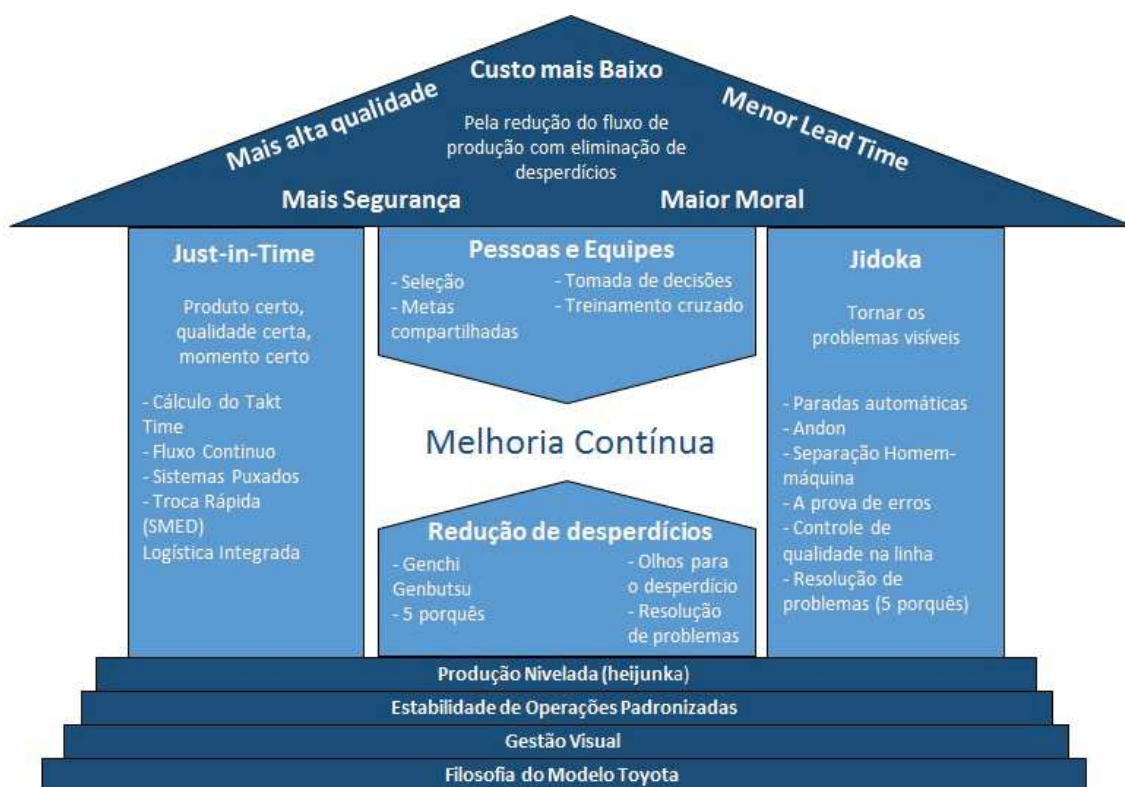 Custo mais Baixo
Mais alta qualidade
Menor Lead Time
Pela redução do fluxo de
produção com eliminação de
desperdícios
Mais Segurança
Maior Moral
Just-in-Time
Produto certo,
qualidade certa,
momento certo
- Cálculo do Takt
Time
- Fluxo Contínuo
- Sistemas Puxados
- Troca Rápida
(SMED)
Logística Integrada
Pessoas e Equipes
- Seleção
- Metas
compartilhadas
- Tomada de decisões
- Treinamento cruzado
Melhoria Contínua
Redução de desperdícios
- Genchi
Genbutsu
- 5 porquês
- Olhos para
o desperdício
- Resolução
de problemas
Jidoka
Tornar os
problemas visíveis
- Paradas automáticas
- Andon
- Separação Homem-
máquina
- A prova de erros
- Controle de
qualidade na linha
- Resolução de
problemas (5 porquês)
Produção Nivelada (heijunka)
Estabilidade de Operações Padronizadas
Gestão Visual
Filosofia do Modelo Toyota